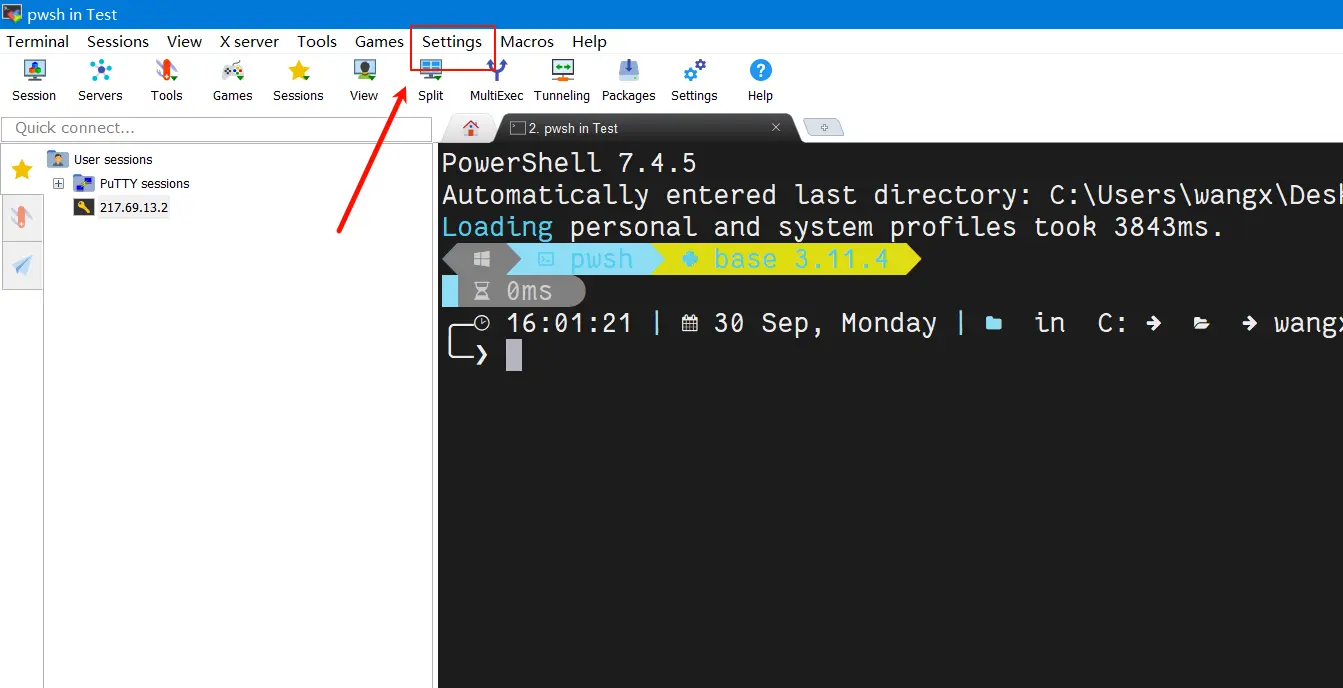 pwsh in Test
Terminal Sessions View X server Tools Games Settings Macros Help
Session Servers Tools Games Sessions View Split MultiExec Tunneling Packages Settings Help
Quick connect...
2. pwsh in Test
User sessions
PuTTY sessions
217.69.13.2
PowerShell 7.4.5
Automatically entered last directory: C:\Users\wangx\Des
Loading personal and system profiles took 3843ms.
pwsh base 3.11.4
0ms
16:01:21 | 30 Sep, Monday | in C: ➜ ➜ wangx
❯